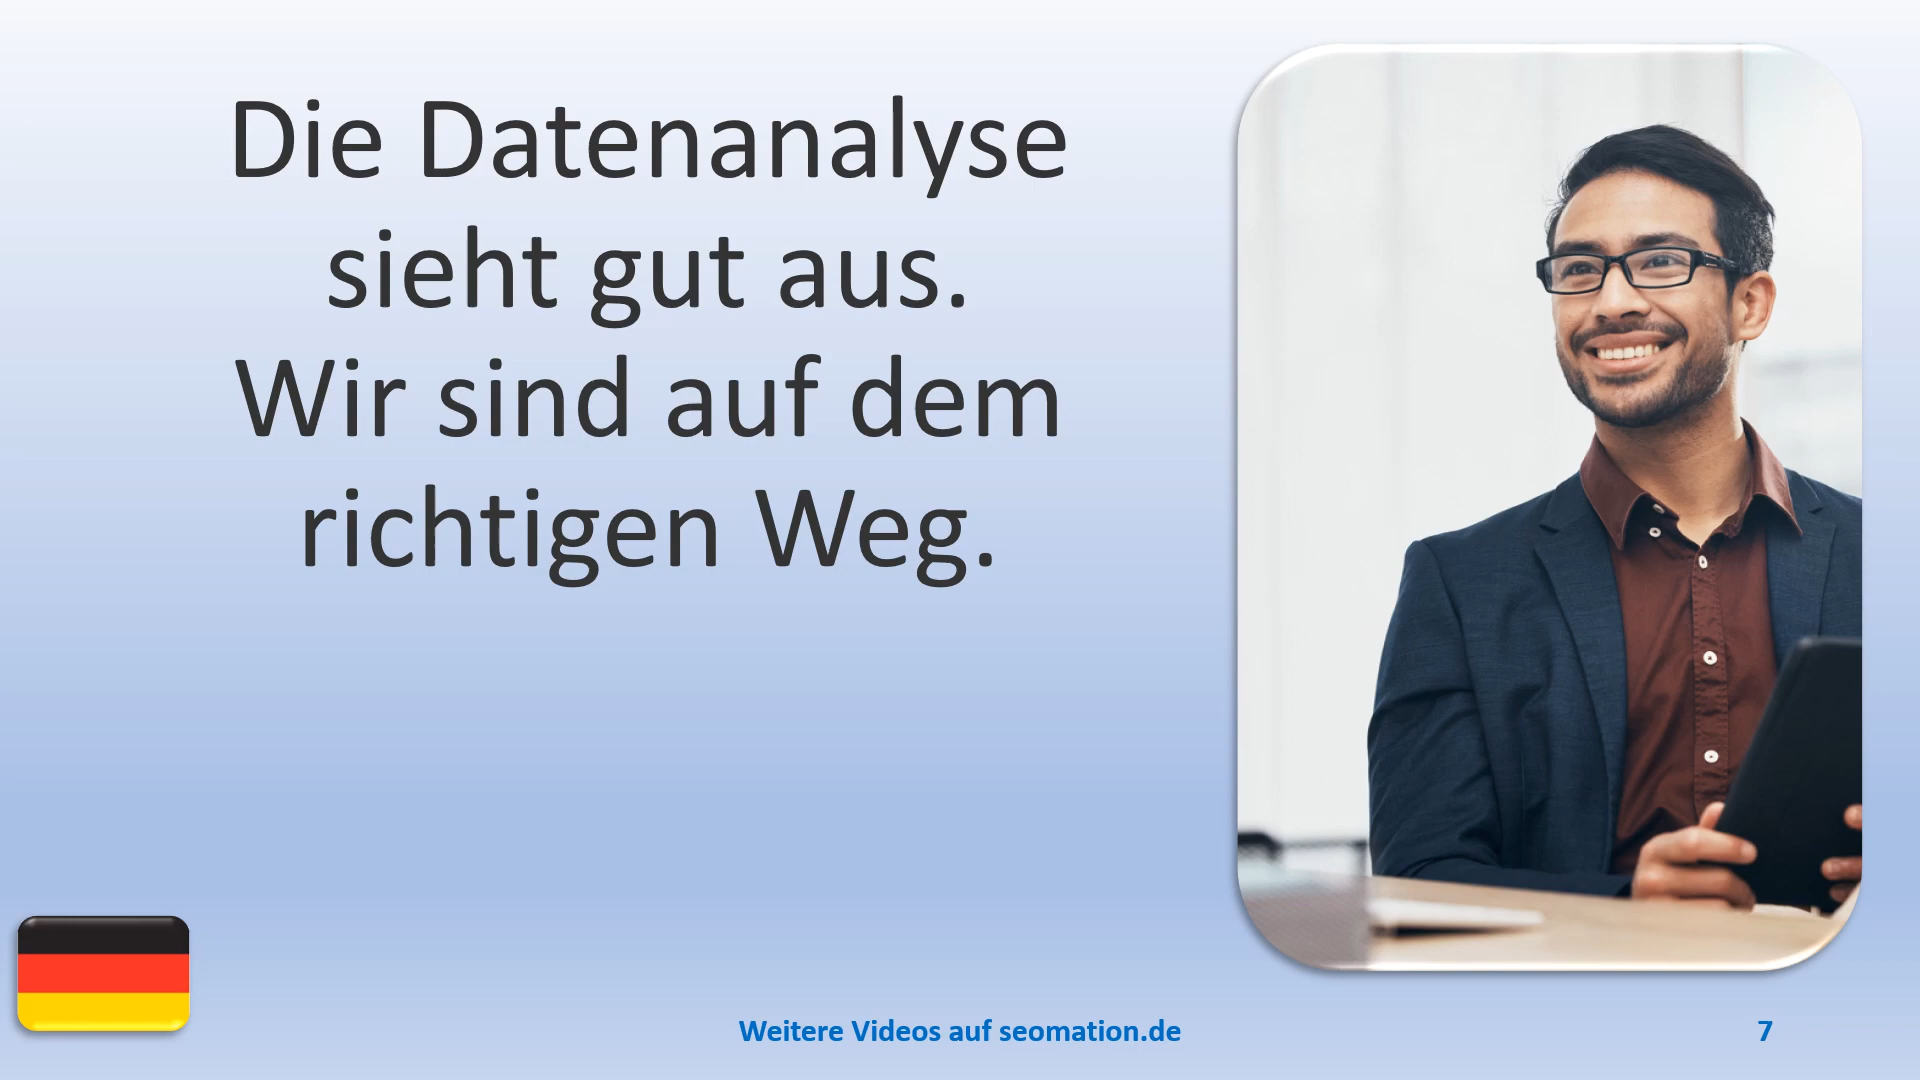 Die Datenanalyse
sieht gut aus.
Wir sind auf dem
richtigen Weg.
Weitere Videos auf seomation.de
7